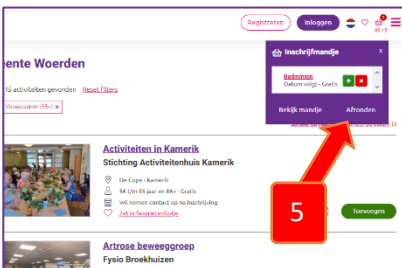 Registreren
Inloggen
Inschrijfmandje
x
Badminton
Datum volgt - Gratis
Bekijk mandje
Afronden
ente Woerden
15 activiteiten gevonden Reset filters
Volwassenen (55+) x
Activiteiten in Kamerik
Stichting Activiteitenhuis Kamerik
De Cope - Kamerik
56 t/m 85 jaar en 86+ - Gratis
Wij nemen contact op na inschrijving
Zet in favorietenlijstje
5
Toevoegen
Artrose beweeggroep
Fysio Broekhuizen